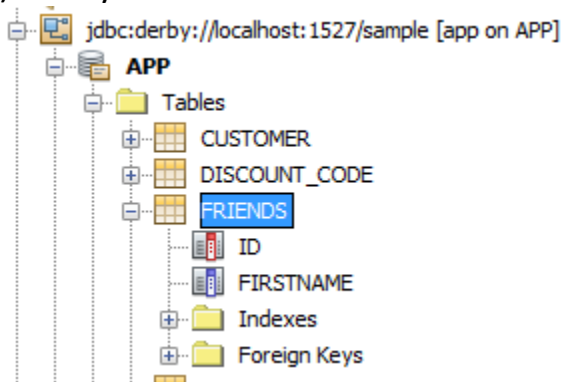 jdbc:derby://localhost:1527/sample [app on APP]
APP
Tables
CUSTOMER
DISCOUNT_CODE
FRIENDS
ID
FIRSTNAME
Indexes
Foreign Keys